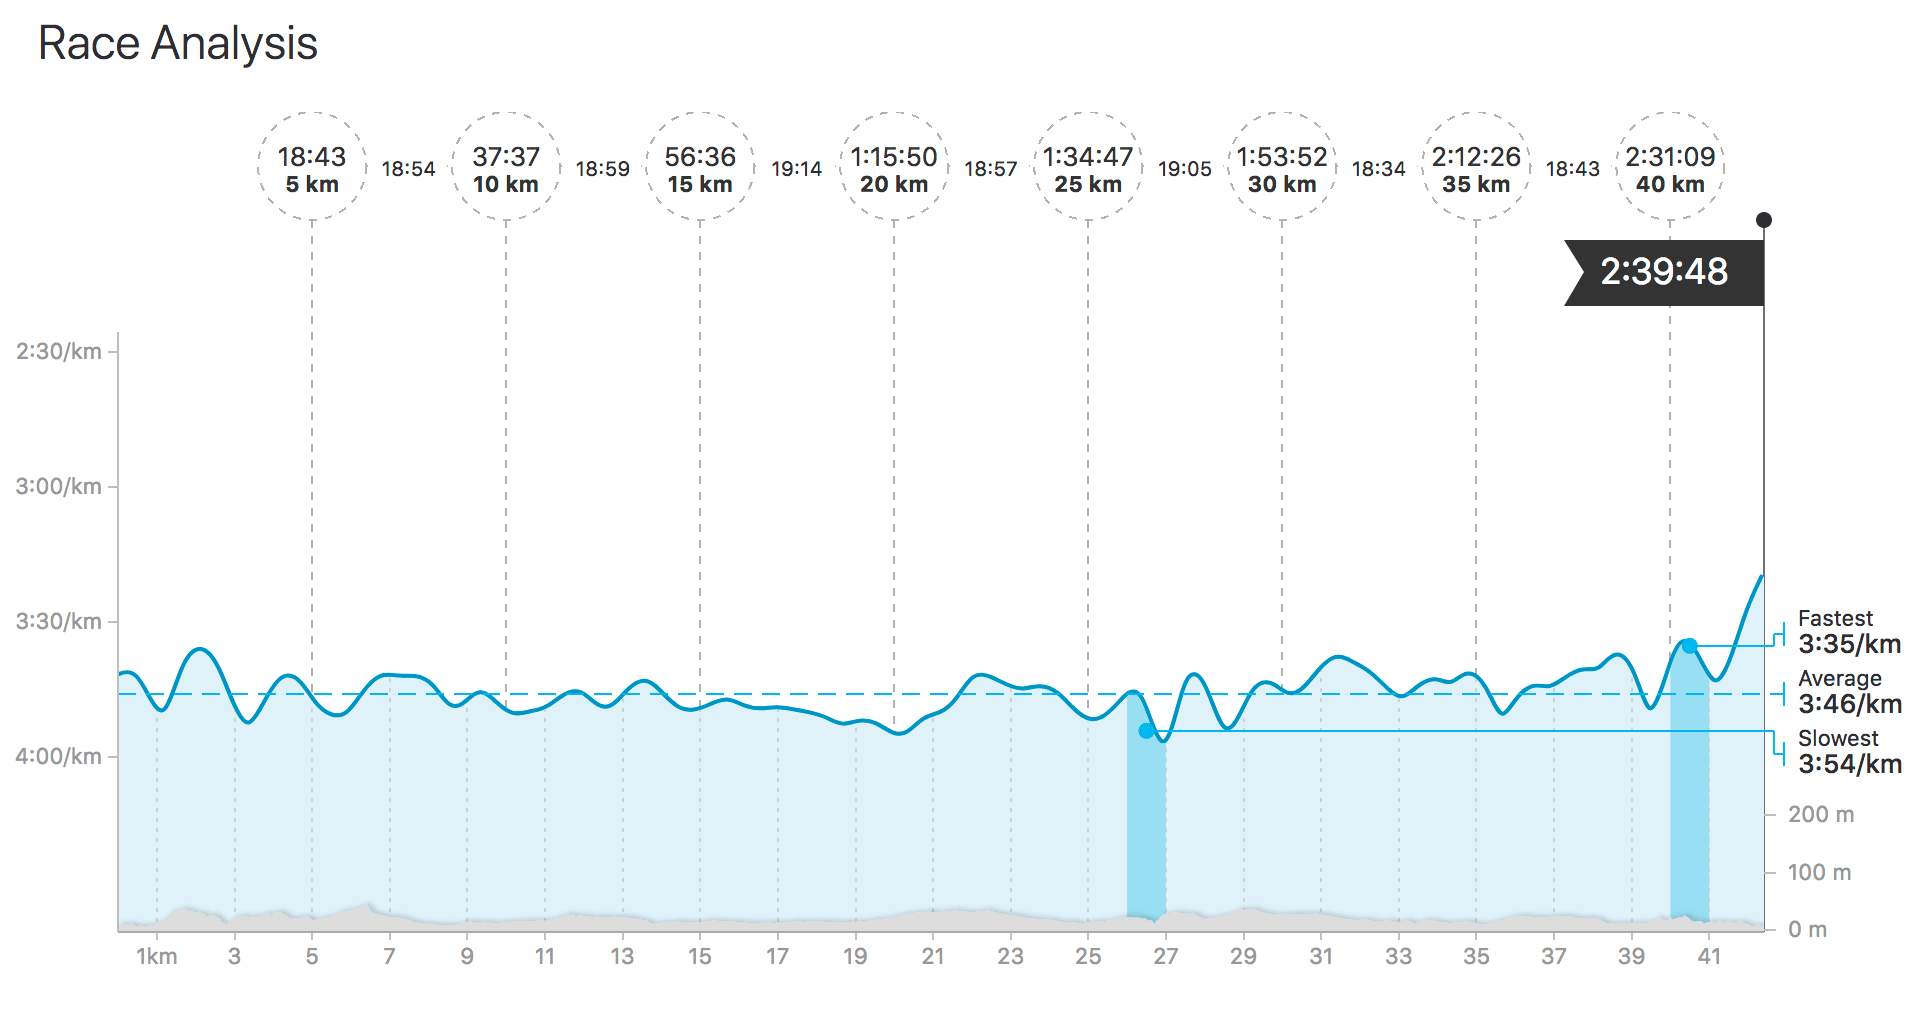 Race Analysis
18:43
5 km
18:54
37:37
10 km
18:59
56:36
15 km
19:14
1:15:50
20 km
18:57
1:34:47
25 km
19:05
1:53:52
30 km
18:34
2:12:26
35 km
18:43
2:31:09
40 km
2:39:48
2:30/km
3:00/km
3:30/km
4:00/km
Fastest
3:35/km
Average
3:46/km
Slowest
3:54/km
200 m
100 m
0 m
1km 3 5 7 9 11 13 15 17 19 21 23 25 27 29 31 33 35 37 39 41